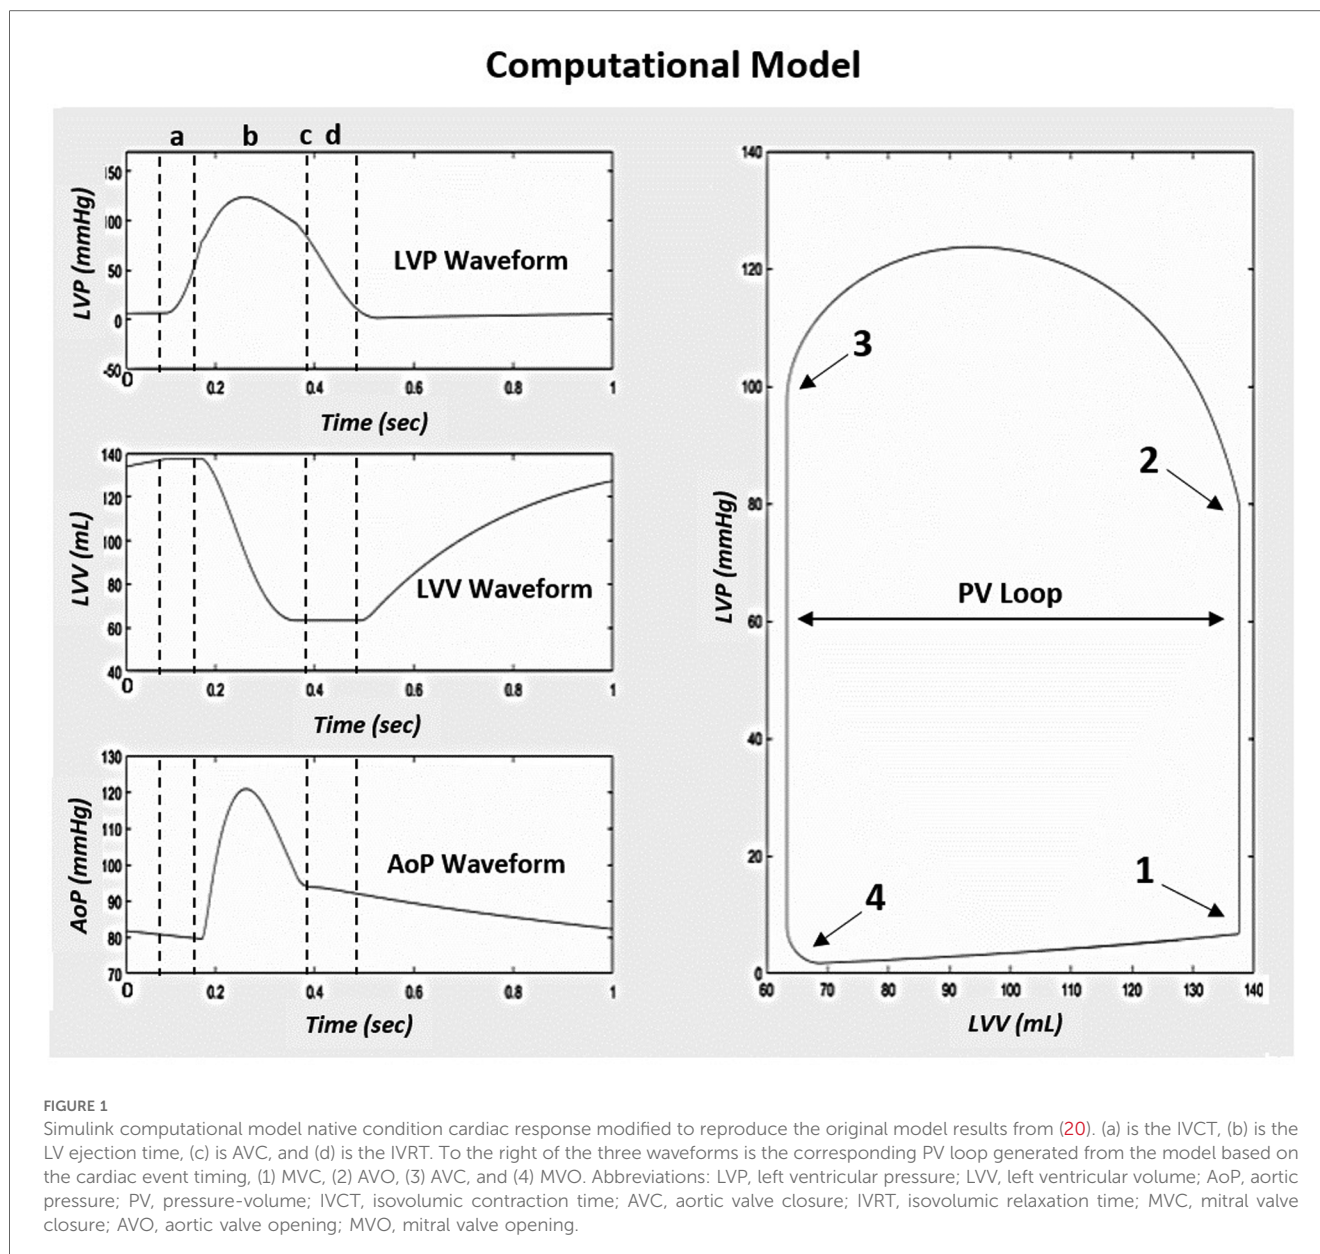 Computational Model
a b c d
LVP (mmHg)
150
100
50
0
-50
LVP Waveform
0 0.2 0.4 0.6 0.8 1
Time (sec)
LVV (mL)
140
120
100
80
60
40
LVV Waveform
0 0.2 0.4 0.6 0.8 1
Time (sec)
AoP (mmHg)
130
120
110
100
90
80
70
AoP Waveform
0 0.2 0.4 0.6 0.8 1
Time (sec)
LVP (mmHg)
140
120
100
80
60
40
20
0
3
2
PV Loop
1
4
60 70 80 90 100 110 120 130 140
LVV (mL)
FIGURE 1
Simulink computational model native condition cardiac response modified to reproduce the original model results from (20). (a) is the IVCT, (b) is the
LV ejection time, (c) is AVC, and (d) is the IVRT. To the right of the three waveforms is the corresponding PV loop generated from the model based on
the cardiac event timing, (1) MVC, (2) AVO, (3) AVC, and (4) MVO. Abbreviations: LVP, left ventricular pressure; LVV, left ventricular volume; AoP, aortic
pressure; PV, pressure-volume; IVCT, isovolumic contraction time; AVC, aortic valve closure; IVRT, isovolumic relaxation time; MVC, mitral valve
closure; AVO, aortic valve opening; MVO, mitral valve opening.